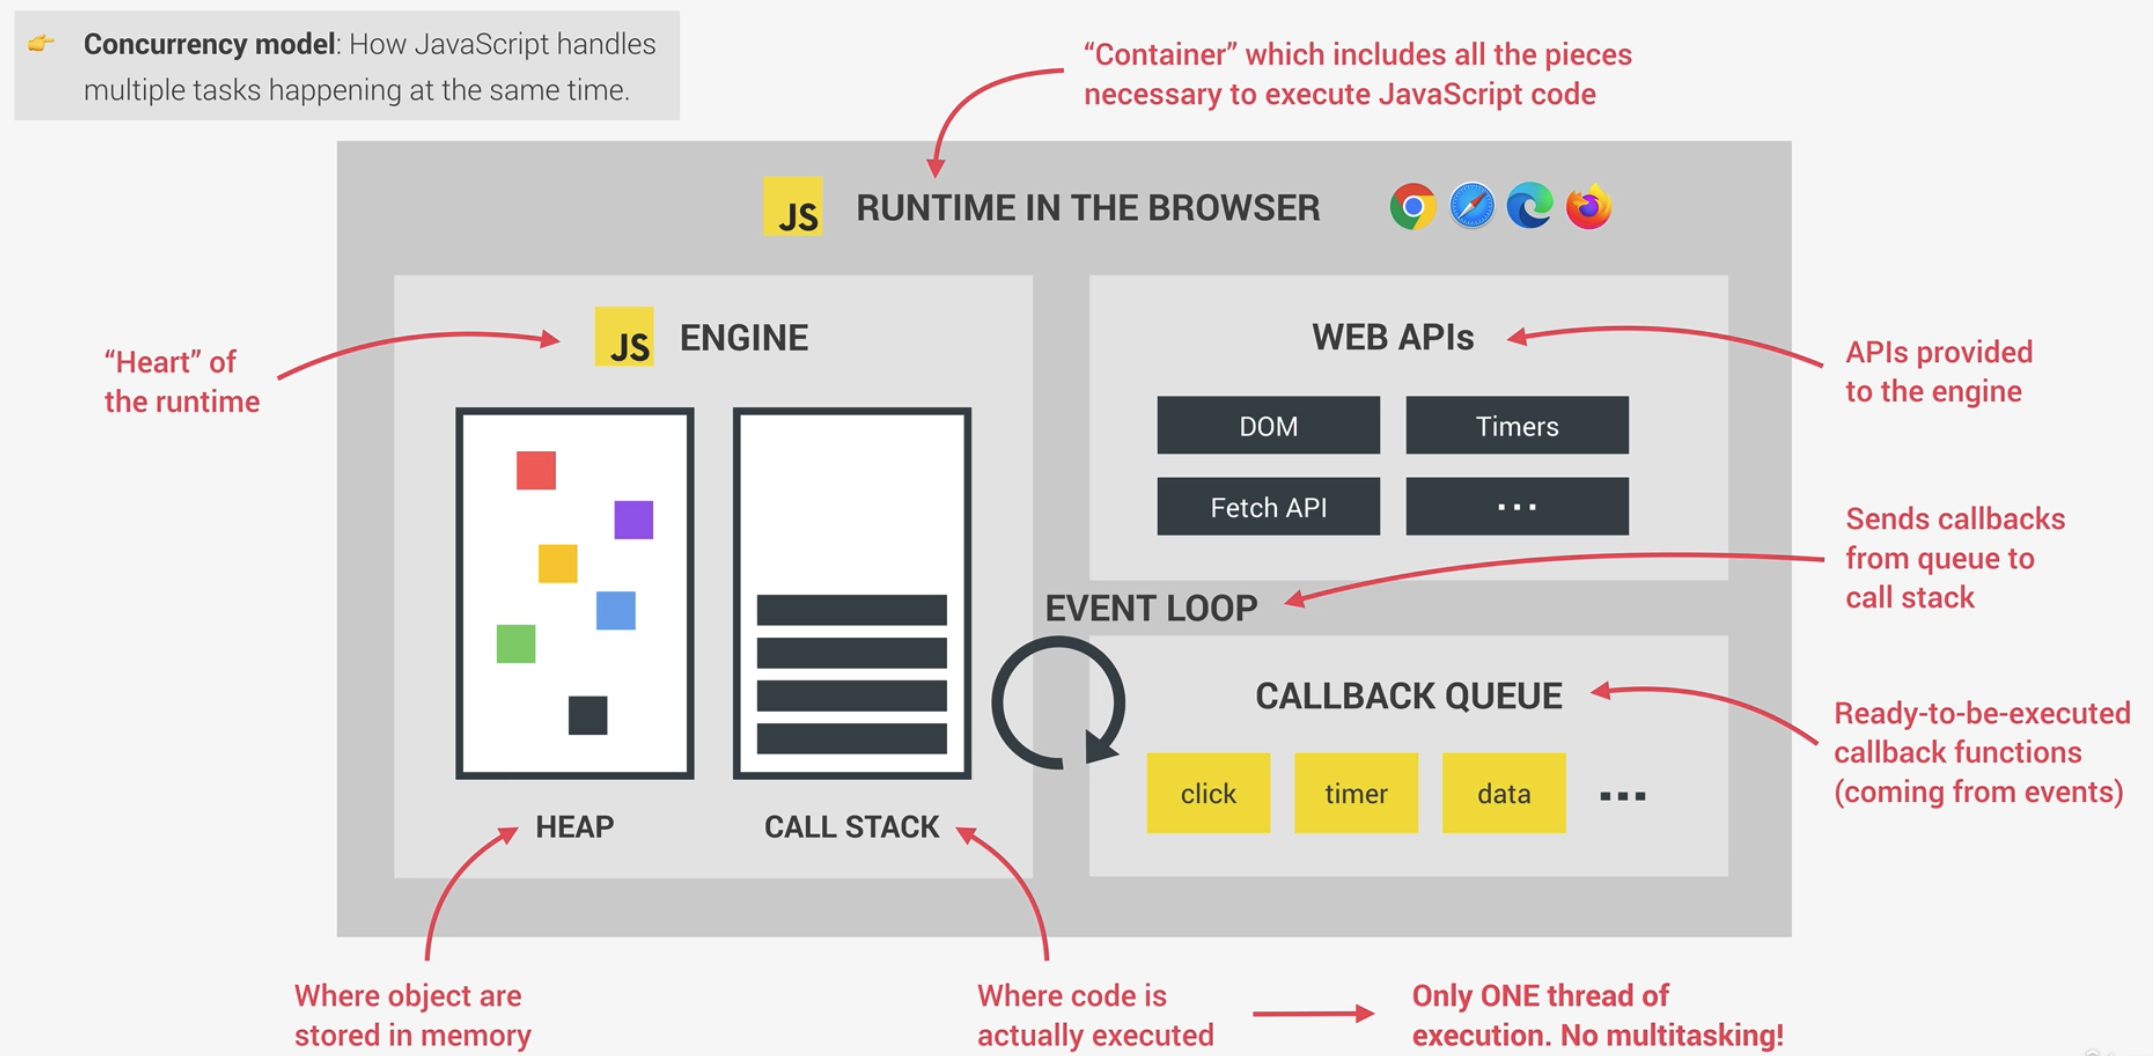 Concurrency model: How JavaScript handles
multiple tasks happening at the same time.
“Container” which includes all the pieces
necessary to execute JavaScript code
JS
RUNTIME IN THE BROWSER
“Heart” of
the runtime
JS
ENGINE
HEAP
CALL STACK
WEB APIs
DOM
Timers
Fetch API
...
APIs provided
to the engine
EVENT LOOP
Sends callbacks
from queue to
call stack
CALLBACK QUEUE
click
timer
data
...
Ready-to-be-executed
callback functions
(coming from events)
Where object are
stored in memory
Where code is
actually executed
Only ONE thread of
execution. No multitasking!